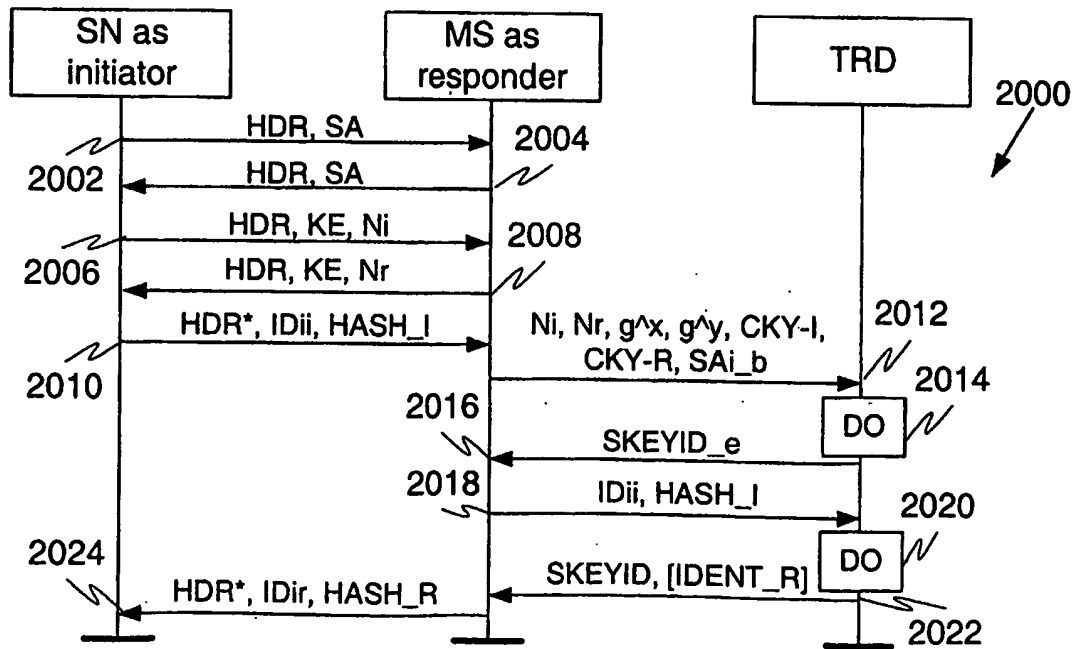 SN as
initiator
MS as
responder
TRD
2000
HDR, SA
2002
2004
HDR, SA
HDR, KE, Ni
2006
2008
HDR, KE, Nr
HDR*, IDii, HASH_I
2010
Ni, Nr, g^x, g^y, CKY-I,
CKY-R, SAi_b
2012
DO
2014
2016
SKEYID_e
2018
IDii, HASH_I
2020
DO
2024
SKEYID, [IDENT_R]
HDR*, IDir, HASH_R
2022